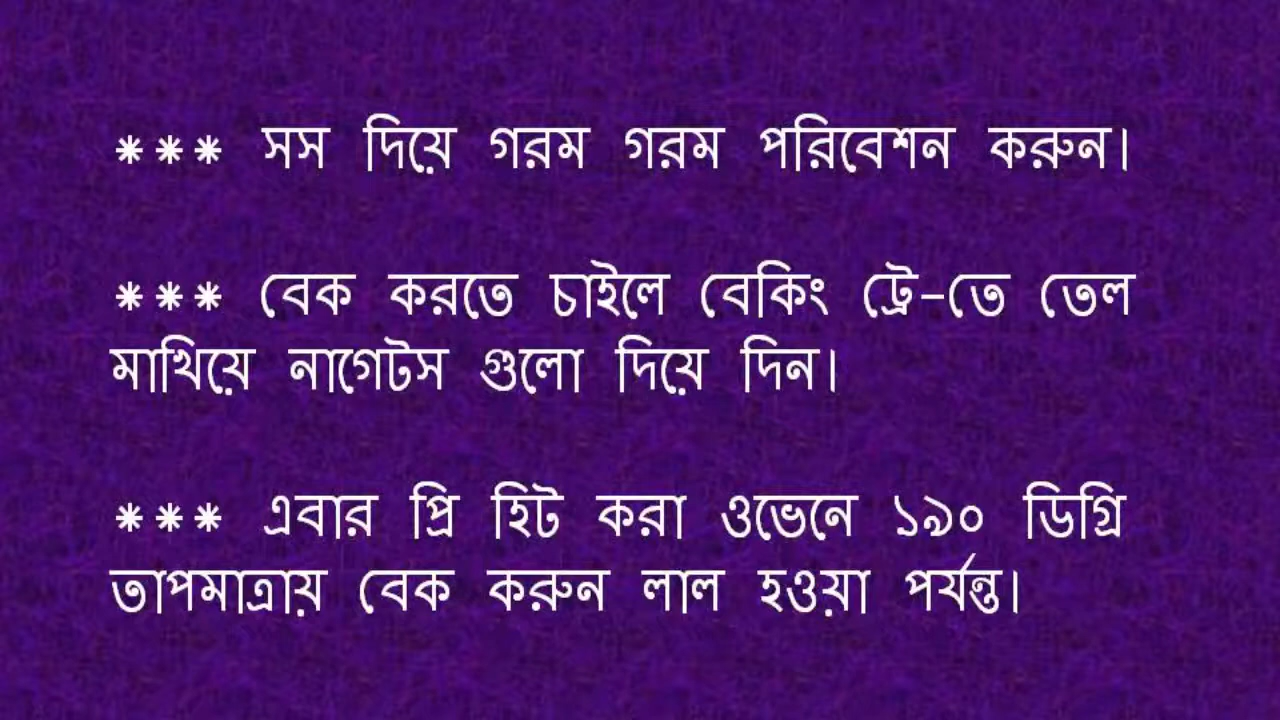 *** সস দিয়ে গরম গরম পরিবেশন করুন।
*** বেক করতে চাইলে বেকিং ট্রে-তে তেল
মাখিয়ে নাগেটস গুলো দিয়ে দিন।
*** এবার প্রি হিট করা ওভেনে ১৯০ ডিগ্রি
তাপমাত্রায় বেক করুন লাল হওয়া পর্যন্ত।